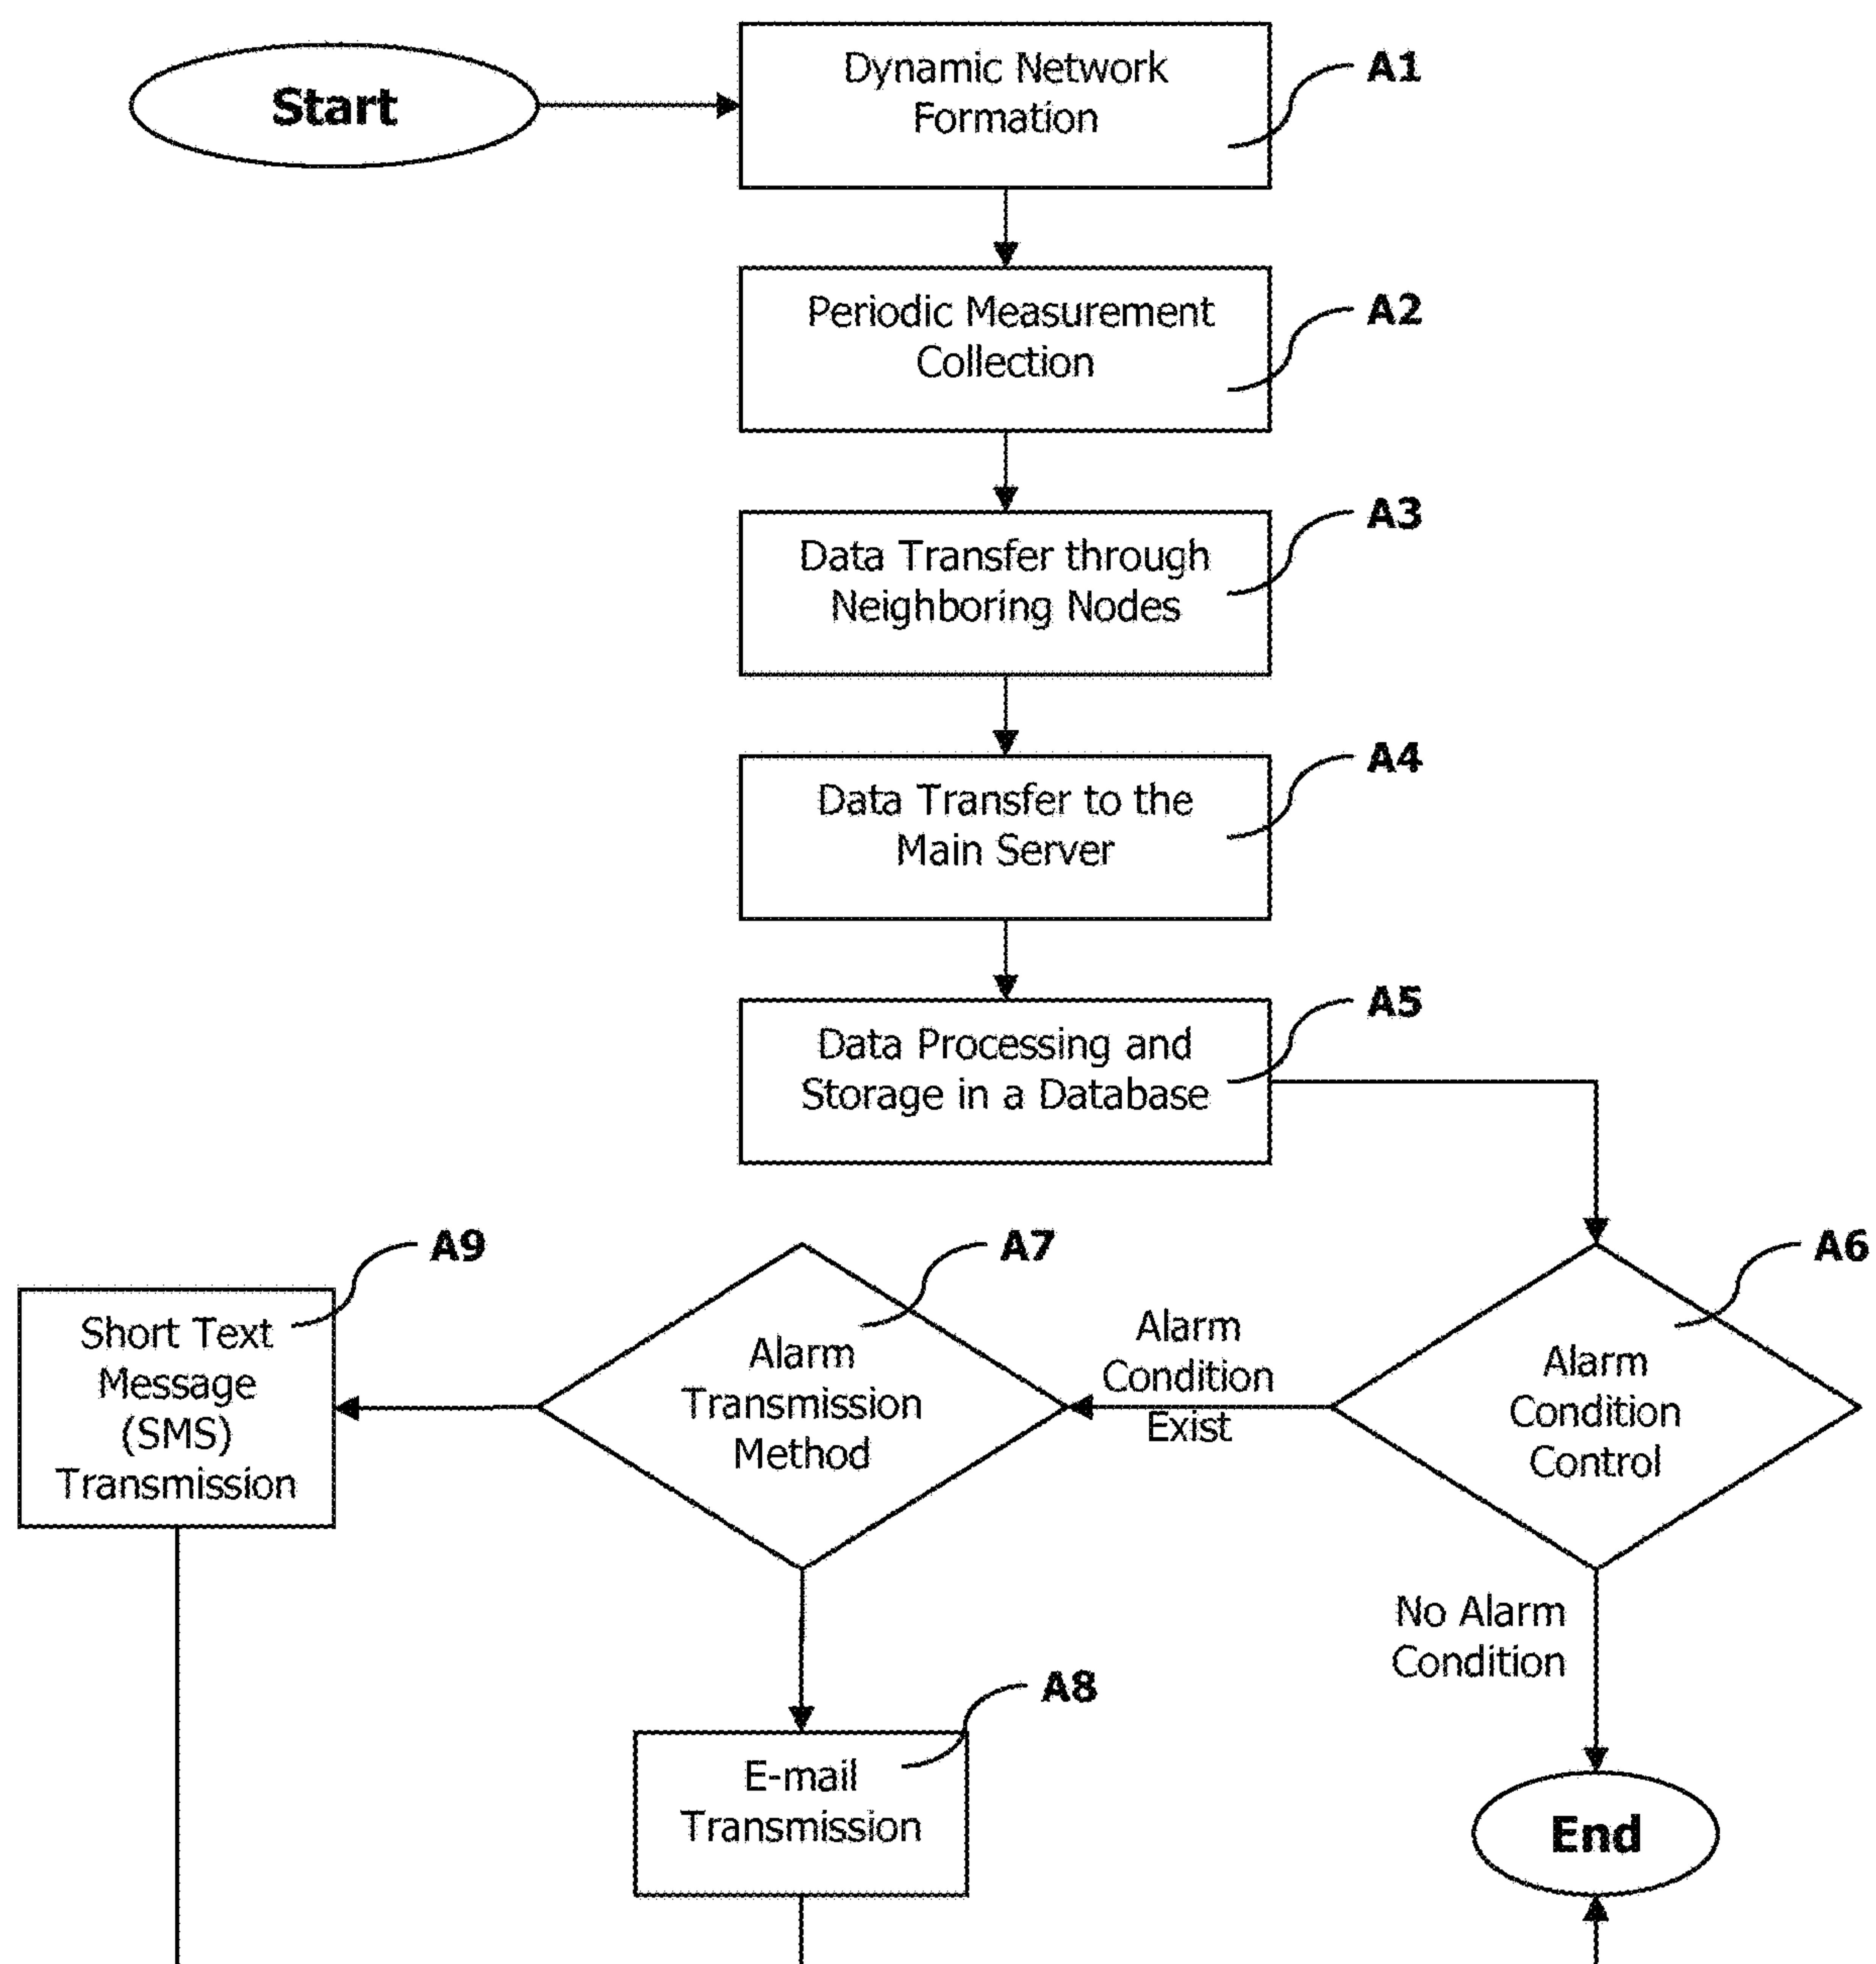 Start
Dynamic Network
Formation
A1
Periodic Measurement
Collection
A2
Data Transfer through
Neighboring Nodes
A3
Data Transfer to the
Main Server
A4
Data Processing and
Storage in a Database
A5
A9
Short Text
Message
(SMS)
Transmission
A7
Alarm
Transmission
Method
Alarm
Condition
Exist
A6
Alarm
Condition
Control
No Alarm
Condition
A8
E-mail
Transmission
End